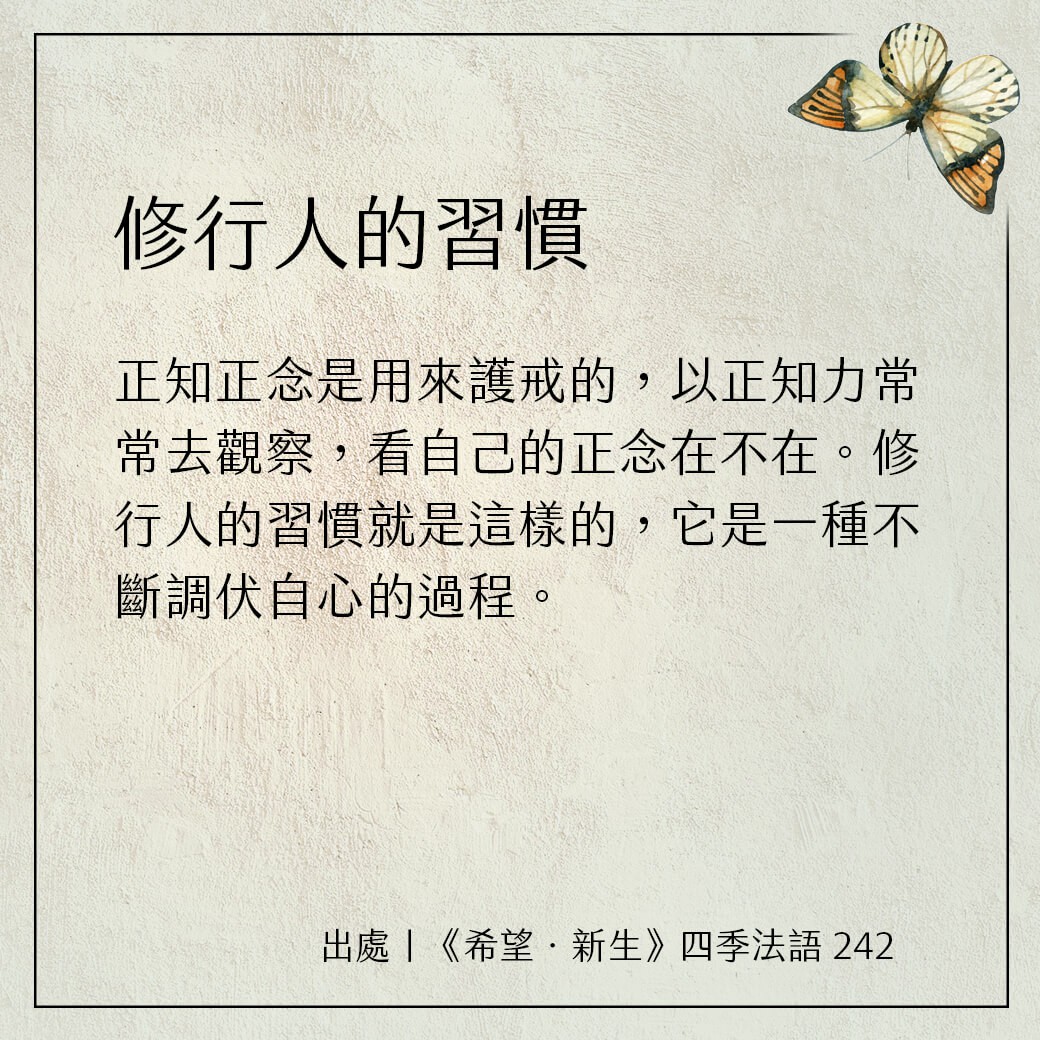 修行人的習慣
正知正念是用來護戒的，以正知力常
常去觀察，看自己的正念在不在。修
行人的習慣就是這樣的，它是一種不
斷調伏自心的過程。
出處｜《希望．新生》四季法語 242